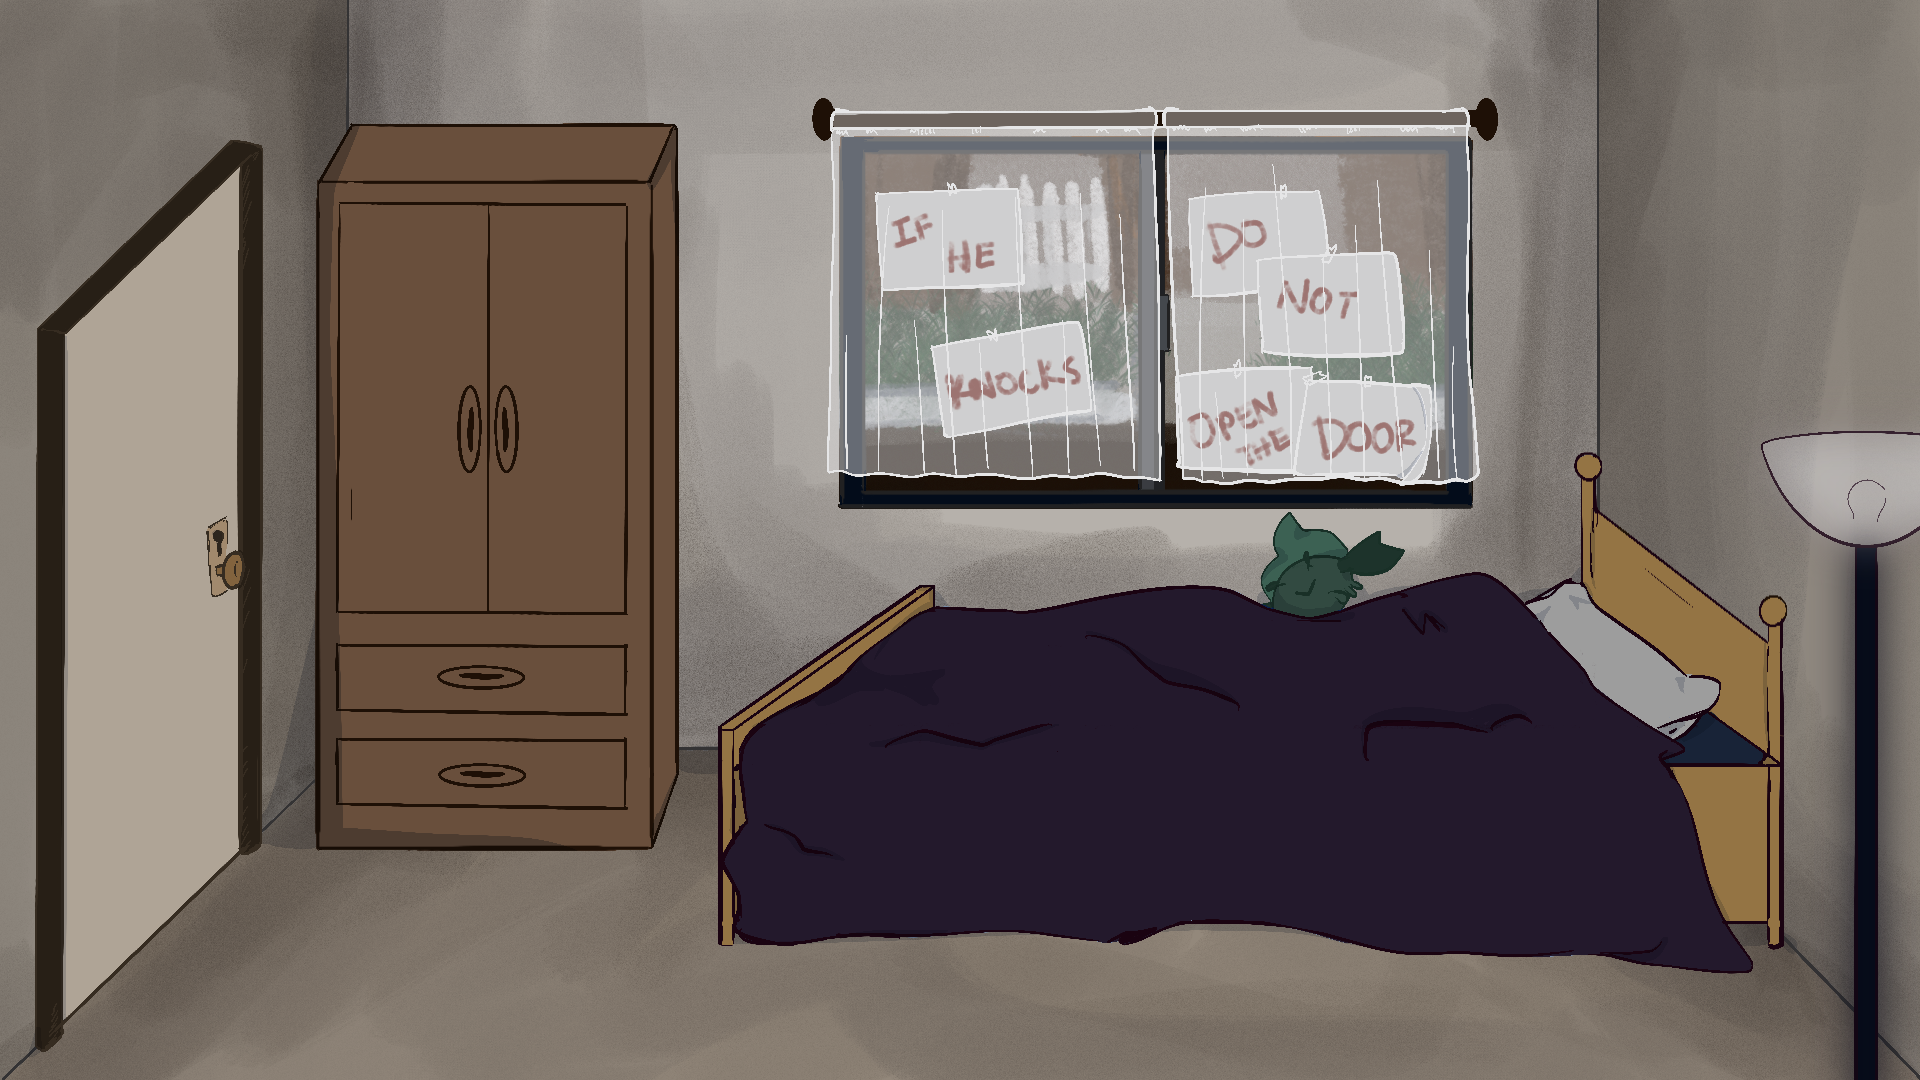 IF
HE
KNOCKS
DO
NOT
OPEN
THE
DOOR